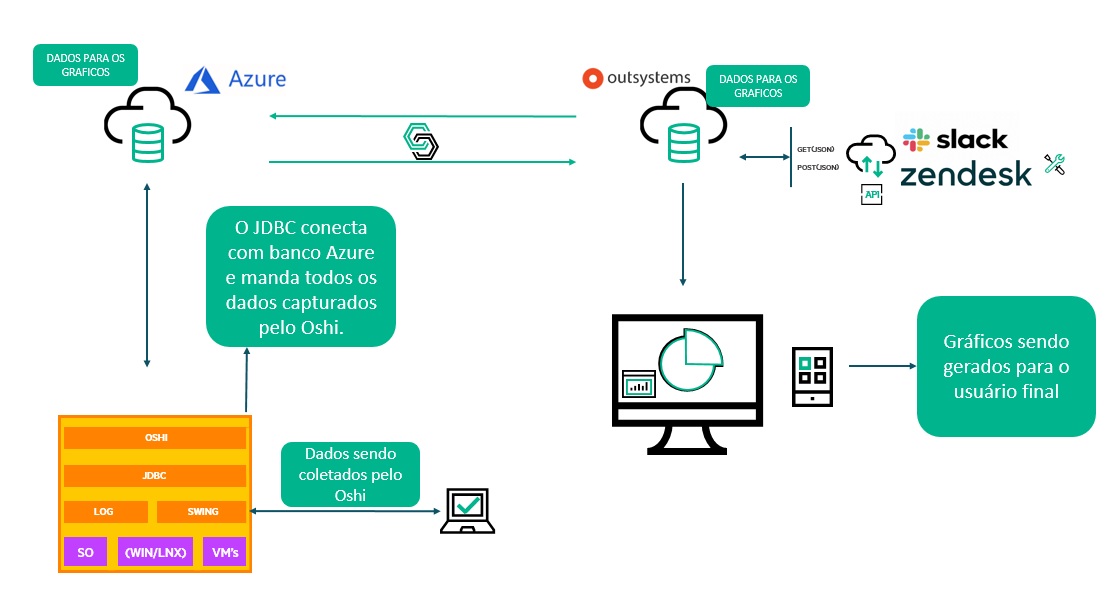 DADOS PARA OS
GRAFICOS
Azure
outsystems
DADOS PARA OS
GRAFICOS
GET(JSON)
POST(JSON)
API
slack
zendesk
O JDBC conecta
com banco Azure
e manda todos os
dados capturados
pelo Oshi.
Gráficos sendo
gerados para o
usuário final
OSHI
JDBC
LOG
SWING
SO
(WIN/LNX)
VM's
Dados sendo
coletados pelo
Oshi